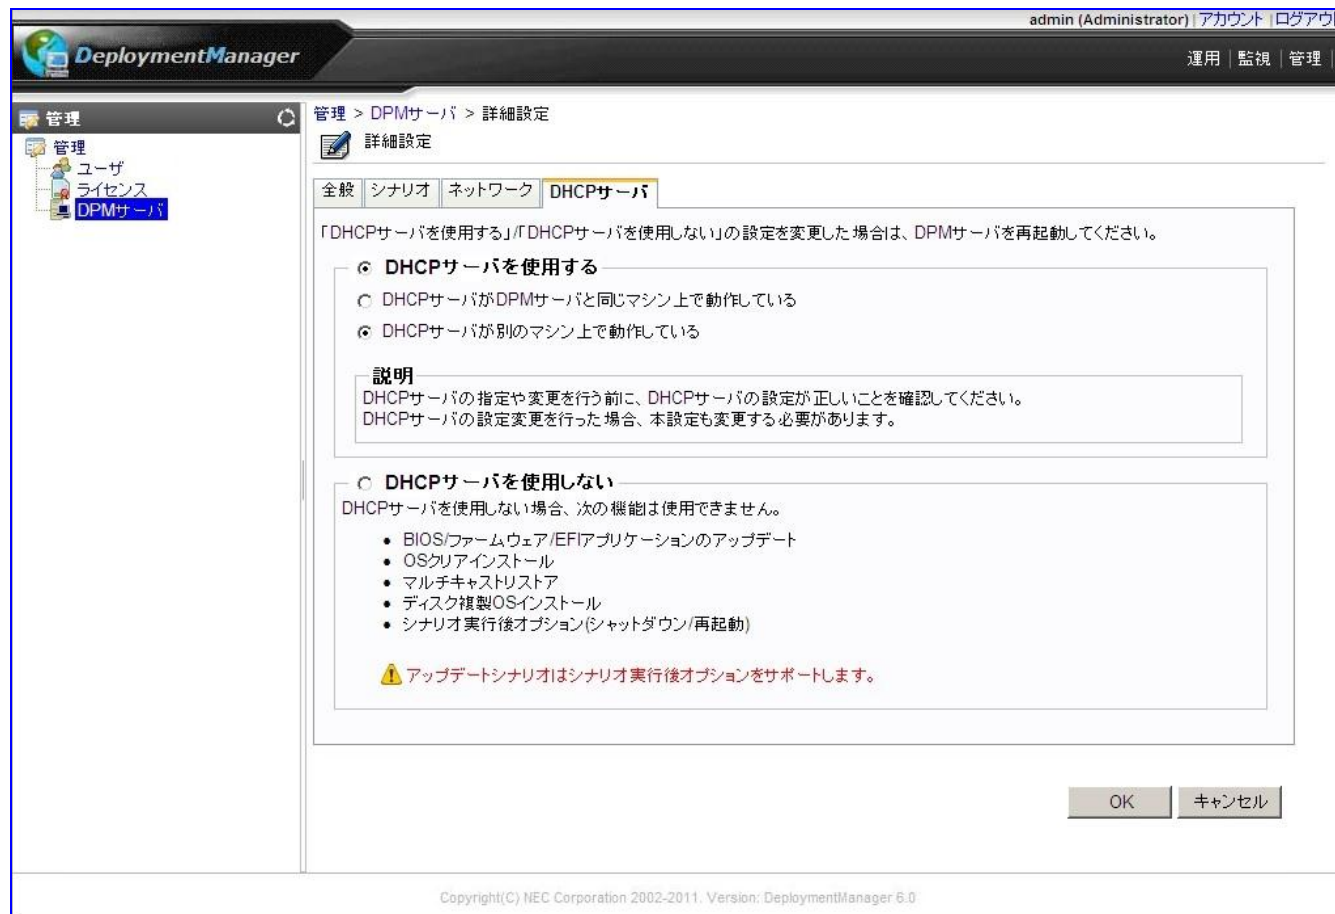 admin (Administrator) | アカウント | ログアウ
DeploymentManager
運用 | 監視 | 管理 |
管理
管理
ユーザ
ライセンス
DPMサーバ
管理 > DPMサーバ > 詳細設定
詳細設定
全般 シナリオ ネットワーク DHCPサーバ
「DHCPサーバを使用する」/「DHCPサーバを使用しない」の設定を変更した場合は、DPMサーバを再起動してください。
DHCPサーバを使用する
DHCPサーバがDPMサーバと同じマシン上で動作している
DHCPサーバが別のマシン上で動作している
説明
DHCPサーバの指定や変更を行う前に、DHCPサーバの設定が正しいことを確認してください。
DHCPサーバの設定変更を行った場合、本設定も変更する必要があります。
DHCPサーバを使用しない
DHCPサーバを使用しない場合、次の機能は使用できません。
• BIOS/ファームウェア/EFIアプリケーションのアップデート
• OSクリアインストール
• マルチキャストリストア
• ディスク複製OSインストール
• シナリオ実行後オプション(シャットダウン/再起動)
アップデートシナリオはシナリオ実行後オプションをサポートします。
OK キャンセル
Copyright(C) NEC Corporation 2002-2011. Version: DeploymentManager 6.0